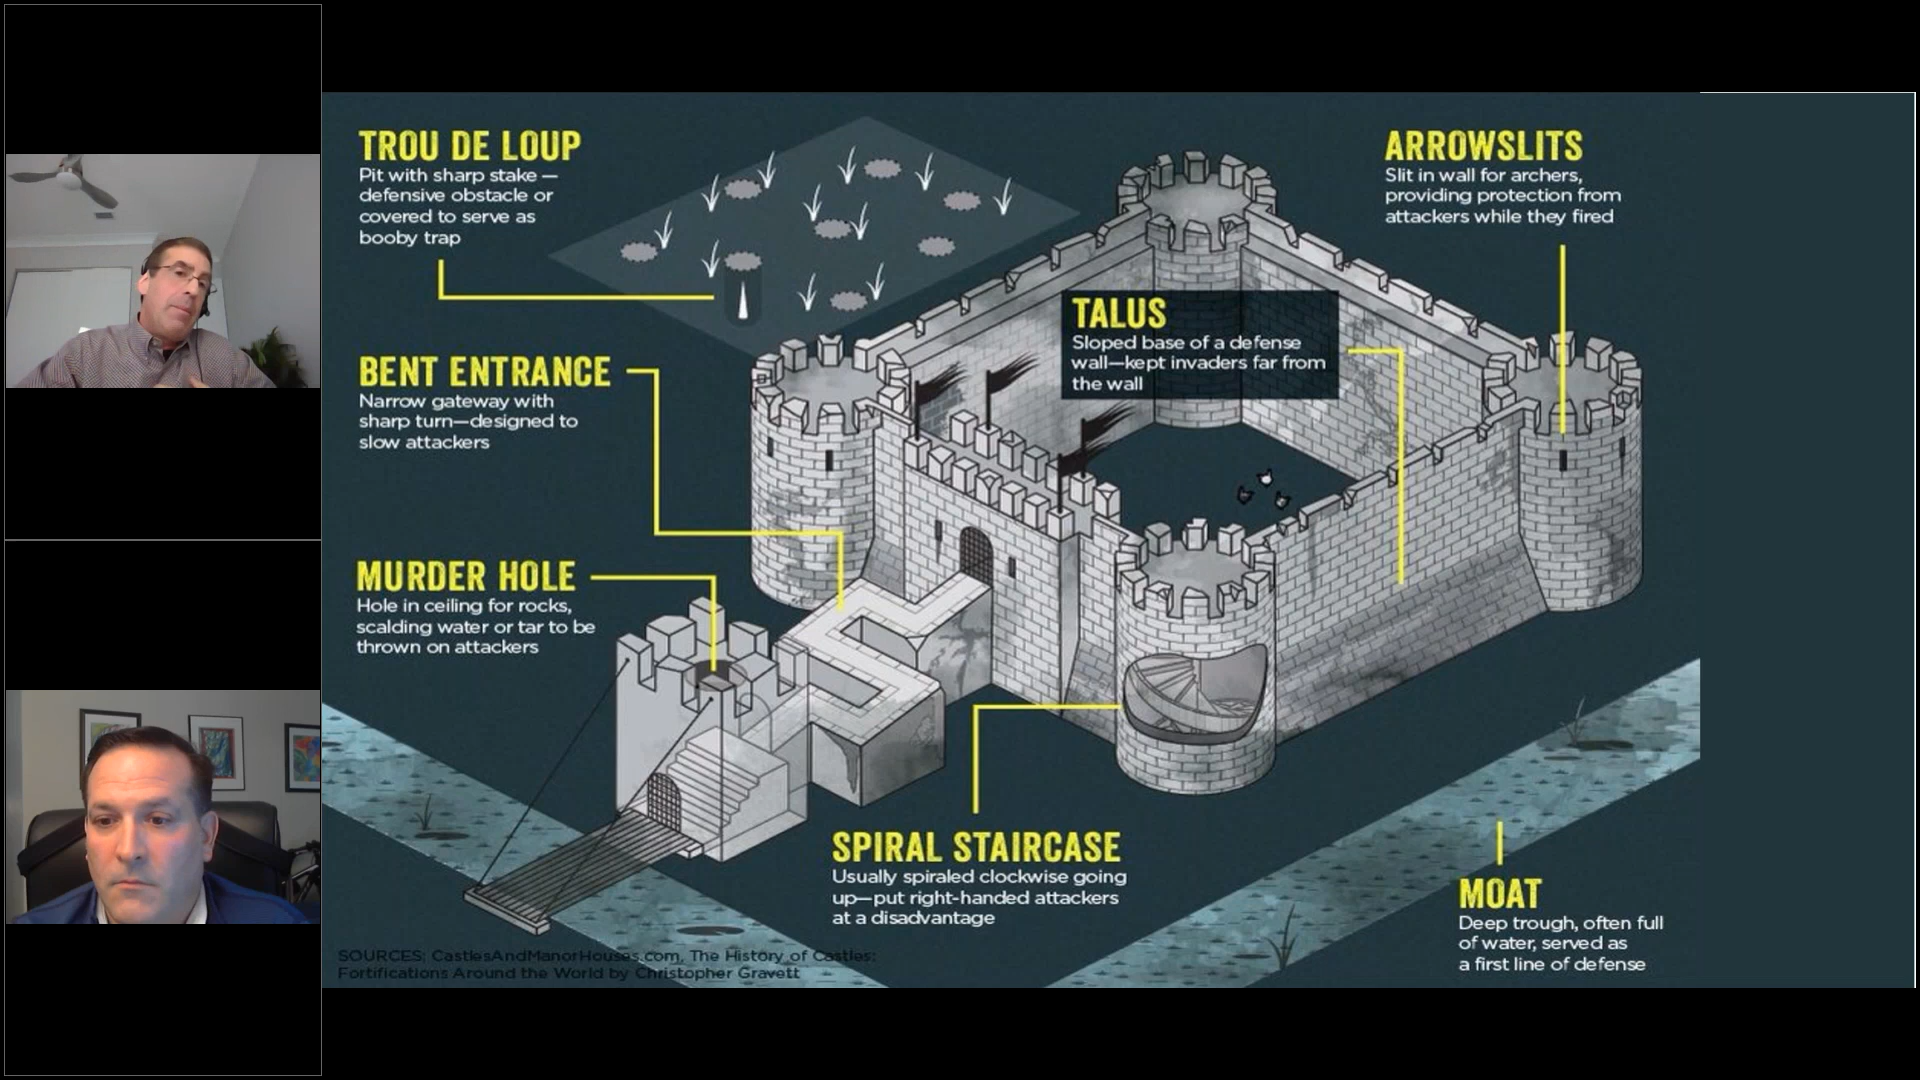 TROU DE LOUP
Pit with sharp stake —
defensive obstacle or
covered to serve as
booby trap
ARROWSLITS
Slit in wall for archers,
providing protection from
attackers while they fired
TALUS
Sloped base of a defense
wall—kept invaders far from
the wall
BENT ENTRANCE
Narrow gateway with
sharp turn—designed to
slow attackers
MURDER HOLE
Hole in ceiling for rocks,
scalding water or tar to be
thrown on attackers
SPIRAL STAIRCASE
Usually spiraled clockwise going
up—put right-handed attackers
at a disadvantage
MOAT
Deep trough, often full
of water, served as
a first line of defense
SOURCES: CastlesAndManorHouses.com, The History of Castles:
Fortifications Around the World by Christopher Gravett